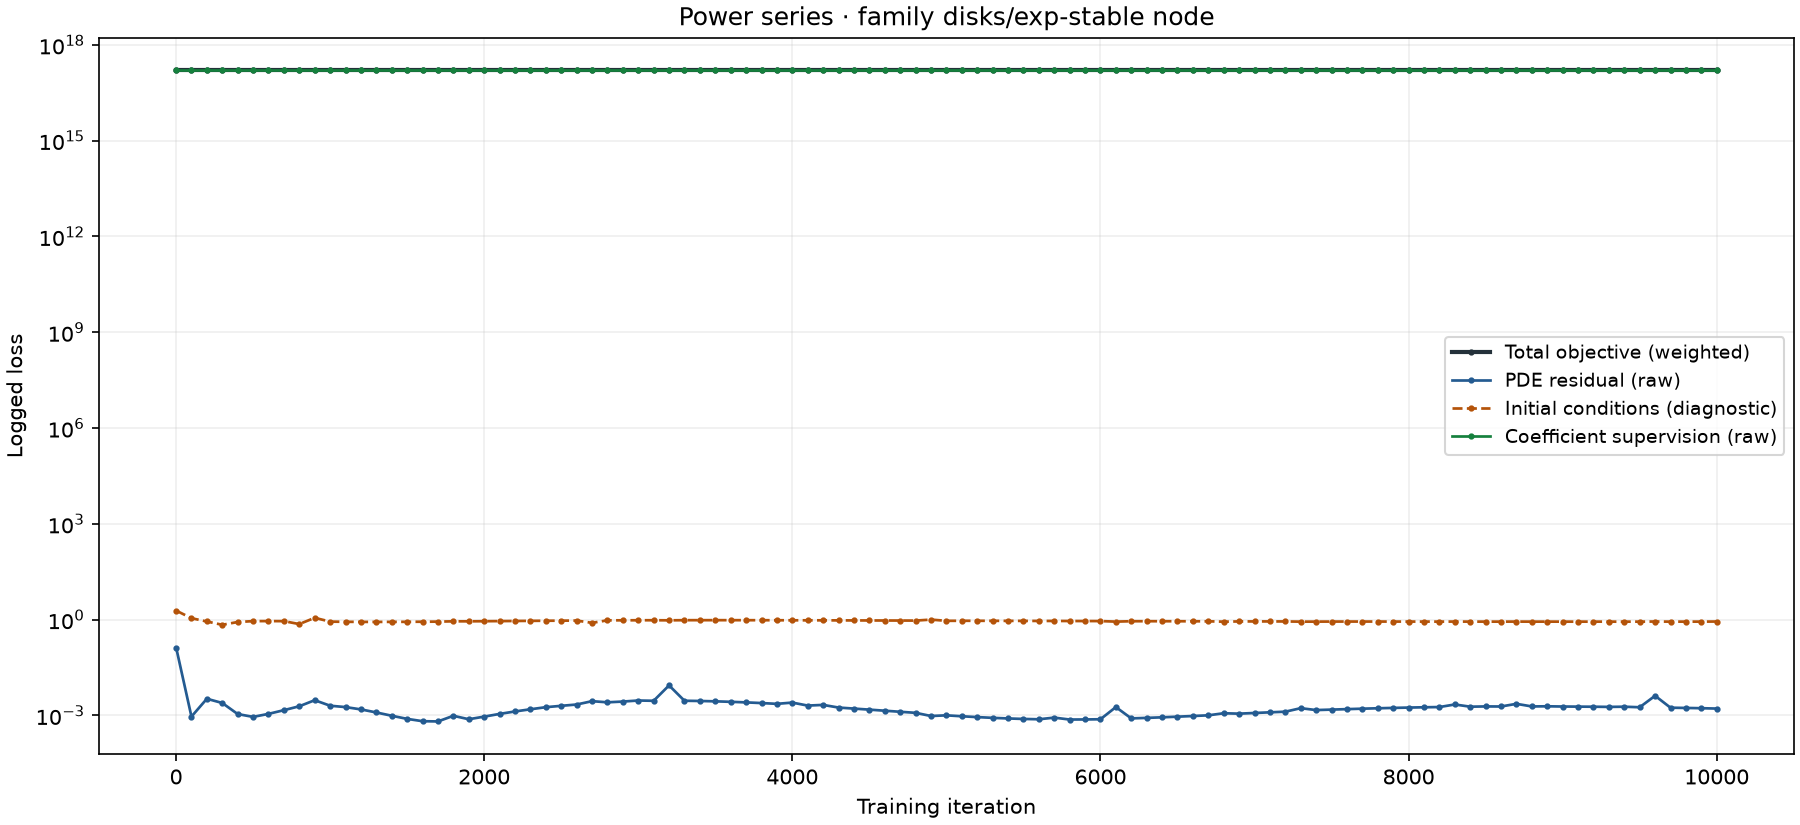 Power series · family disks/exp-stable node
Logged loss
10^18
10^15
10^12
10^9
10^6
10^3
10^0
10^−3
Total objective (weighted)
PDE residual (raw)
Initial conditions (diagnostic)
Coefficient supervision (raw)
0 2000 4000 6000 8000 10000
Training iteration